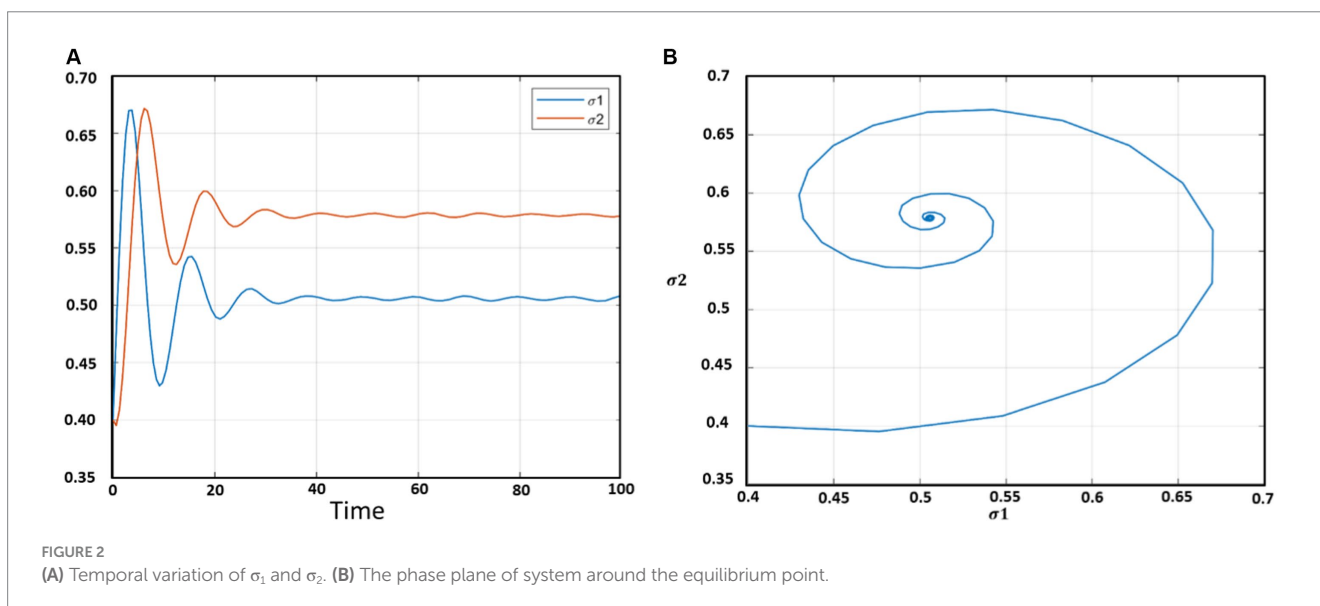 A
0.70
0.65
0.60
0.55
0.50
0.45
0.40
0.35
0 20 40 60 80 100
Time
σ1
σ2
B
0.7
0.65
0.6
0.55
0.5
0.45
0.4
0.35
σ2
0.4 0.45 0.5 0.55 0.6 0.65 0.7
σ1
FIGURE 2
(A) Temporal variation of σ₁ and σ₂. (B) The phase plane of system around the equilibrium point.